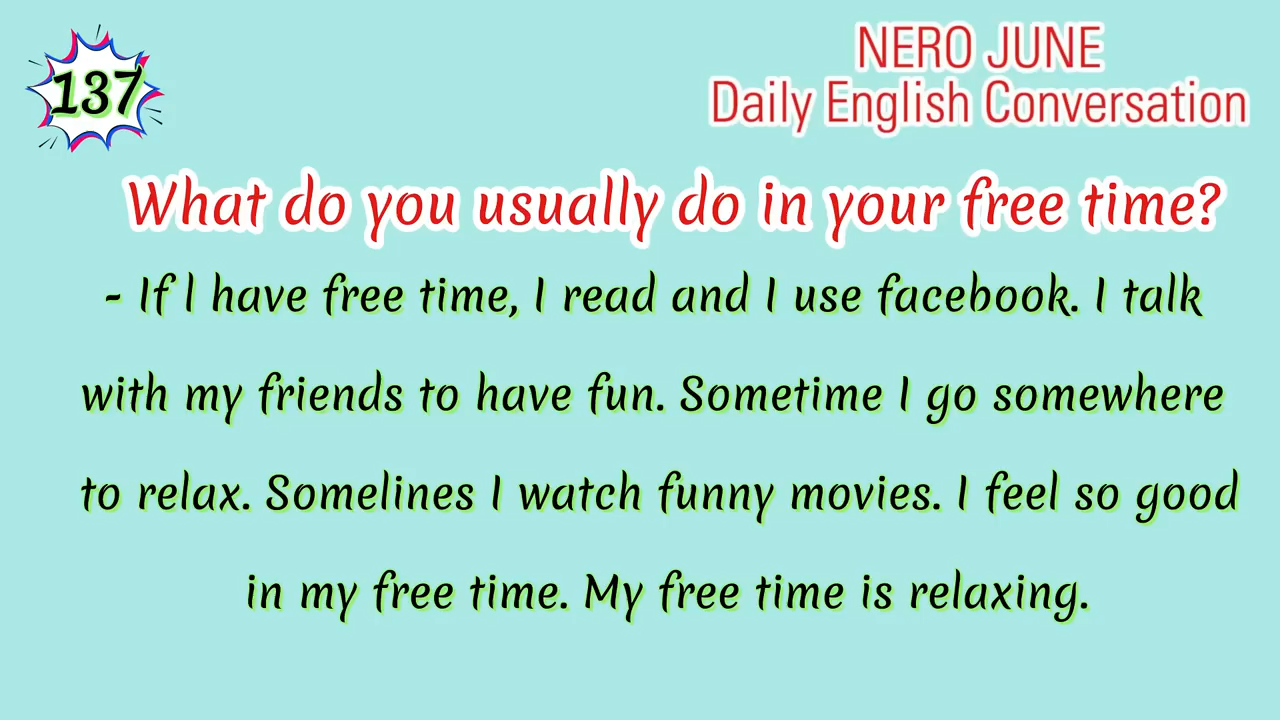 137
NERO JUNE
Daily English Conversation
What do you usually do in your free time?
- If l have free time, I read and I use facebook. I talk
with my friends to have fun. Sometime I go somewhere
to relax. Somelines I watch funny movies. I feel so good
in my free time. My free time is relaxing.